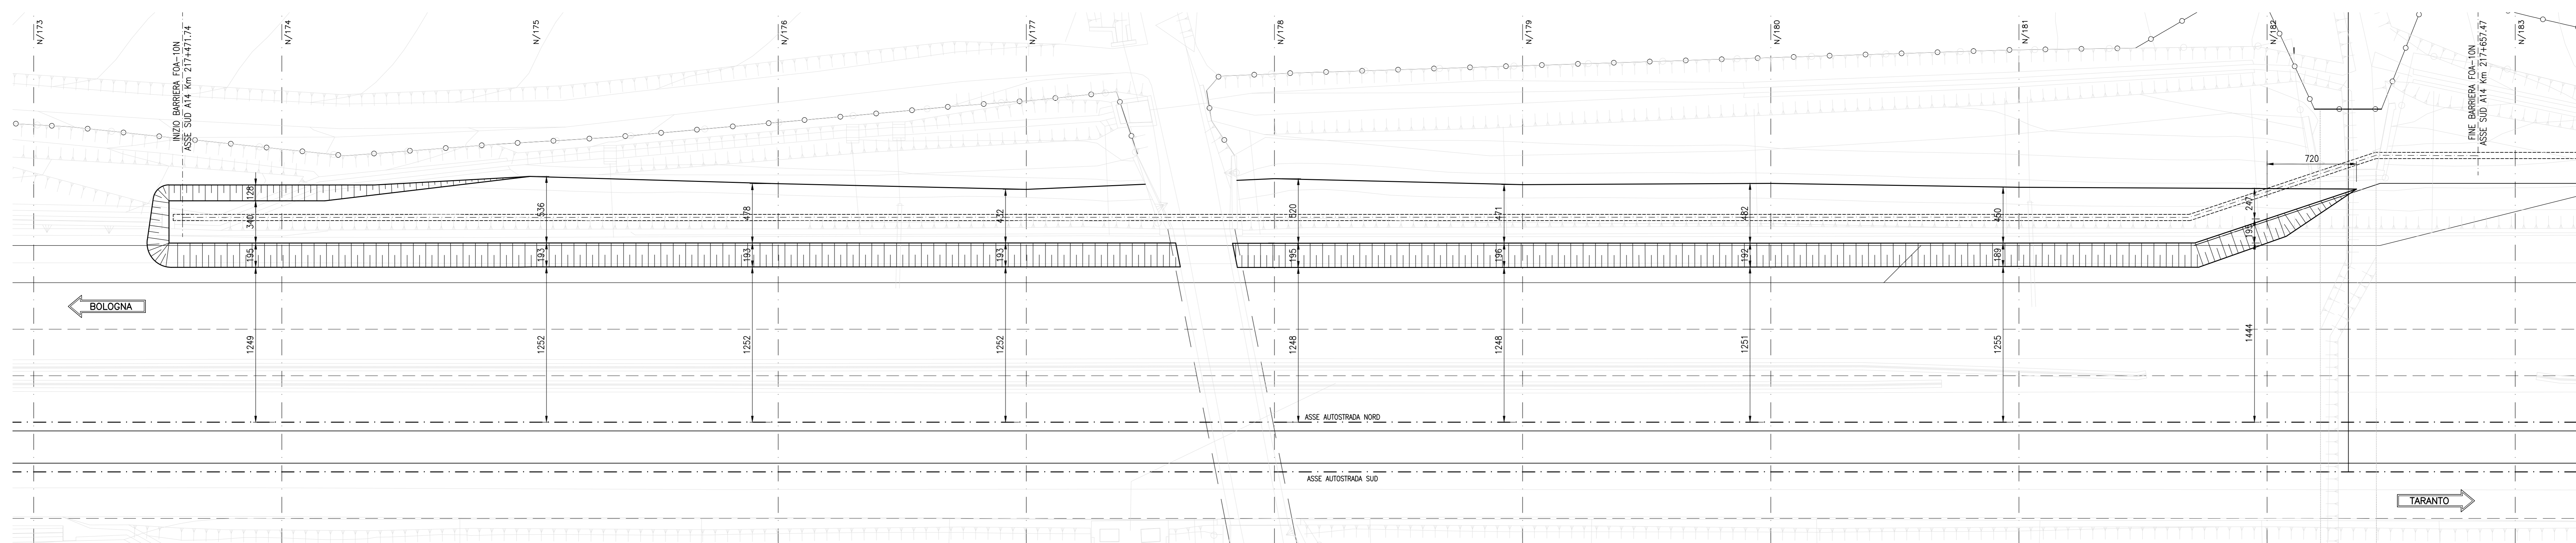 N/173
INIZIO BARRIERA FOA-10N
ASSE SUD A14 Km 217+471.74
N/174
N/175
N/176
N/177
N/178
N/179
N/180
N/181
N/182
FINE BARRIERA FOA-10N
ASSE SUD A14 Km 217+657.47
N/183
720
128
340
195
1249
536
193
1252
478
193
1252
432
193
1252
520
195
1248
471
196
1248
482
192
1251
450
189
1255
247
195
1444
BOLOGNA
ASSE AUTOSTRADA NORD
ASSE AUTOSTRADA SUD
TARANTO